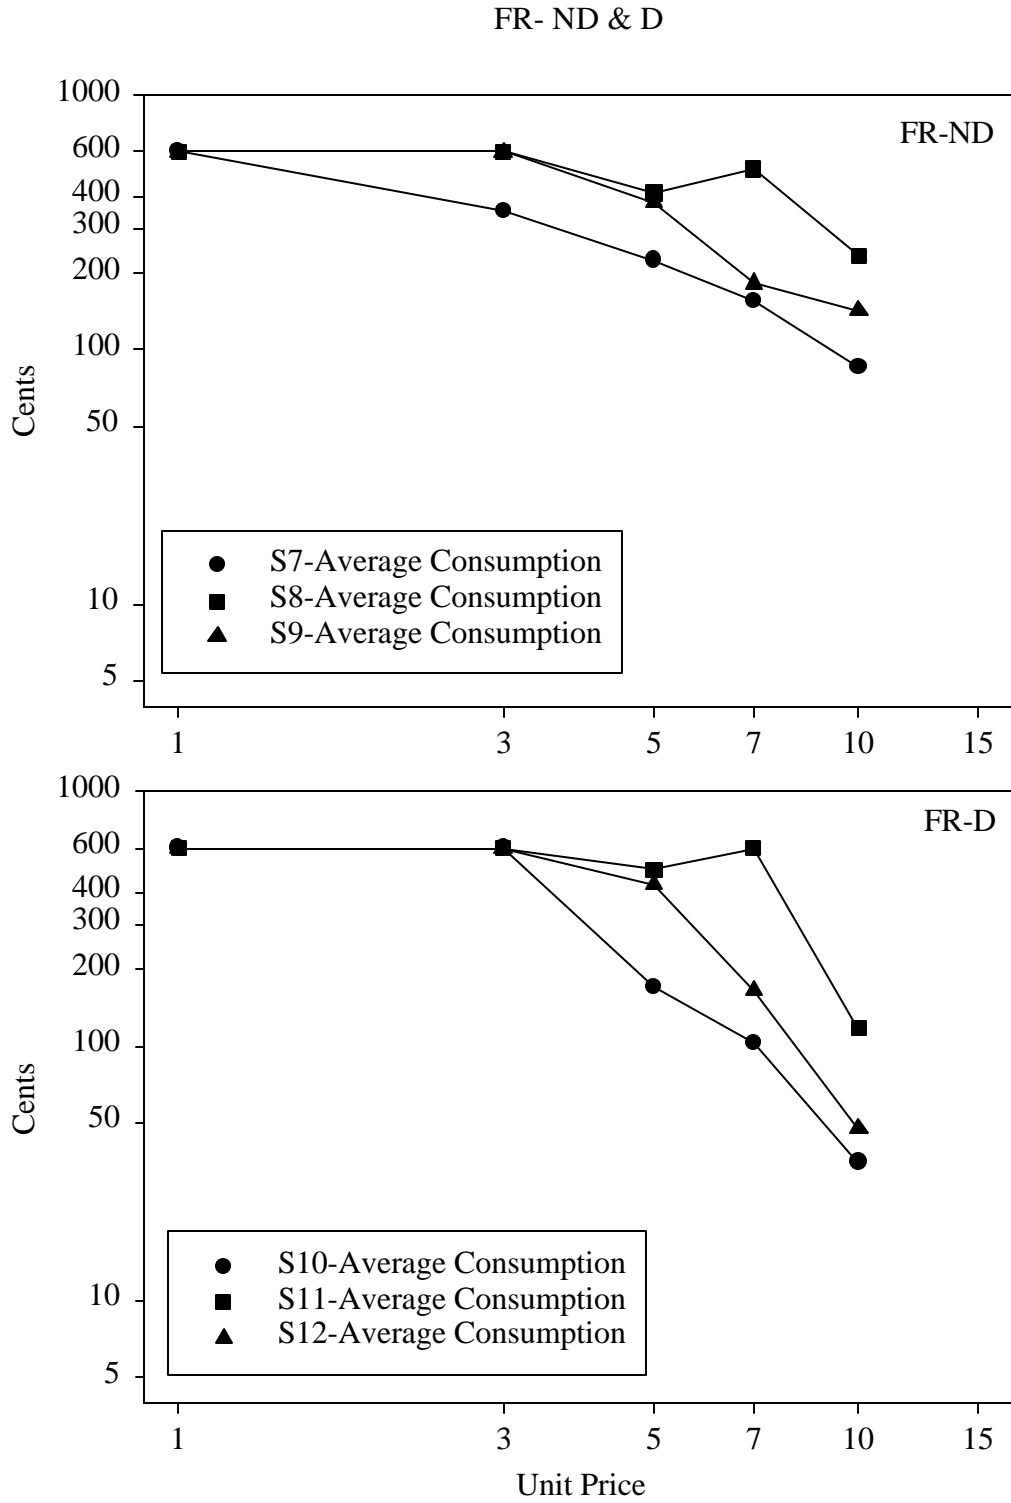 FR- ND & D
1000
FR-ND
600
400
300
200
100
50
10
5
Cents
S7-Average Consumption
S8-Average Consumption
S9-Average Consumption
1 3 5 7 10 15
1000
FR-D
600
400
300
200
100
50
10
5
Cents
S10-Average Consumption
S11-Average Consumption
S12-Average Consumption
1 3 5 7 10 15
Unit Price